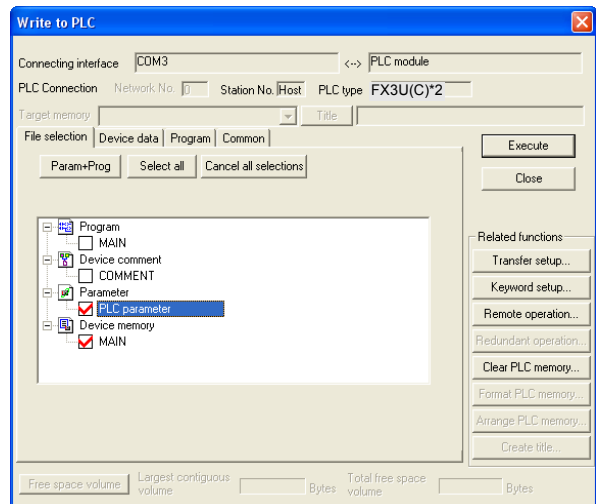 Write to PLC
Connecting interface COM3 <--> PLC module
PLC Connection Network No. 0 Station No. Host PLC type FX3U(C)*2
Target memory Title
File selection Device data Program Common
Execute
Param+Prog Select all Cancel all selections
Close
Program
MAIN
Device comment
COMMENT
Parameter
PLC parameter
Device memory
MAIN
Related functions
Transfer setup...
Keyword setup...
Remote operation...
Redundant operation...
Clear PLC memory...
Format PLC memory...
Arrange PLC memory...
Create title...
Free space volume Largest contiguous volume Bytes Total free space volume Bytes